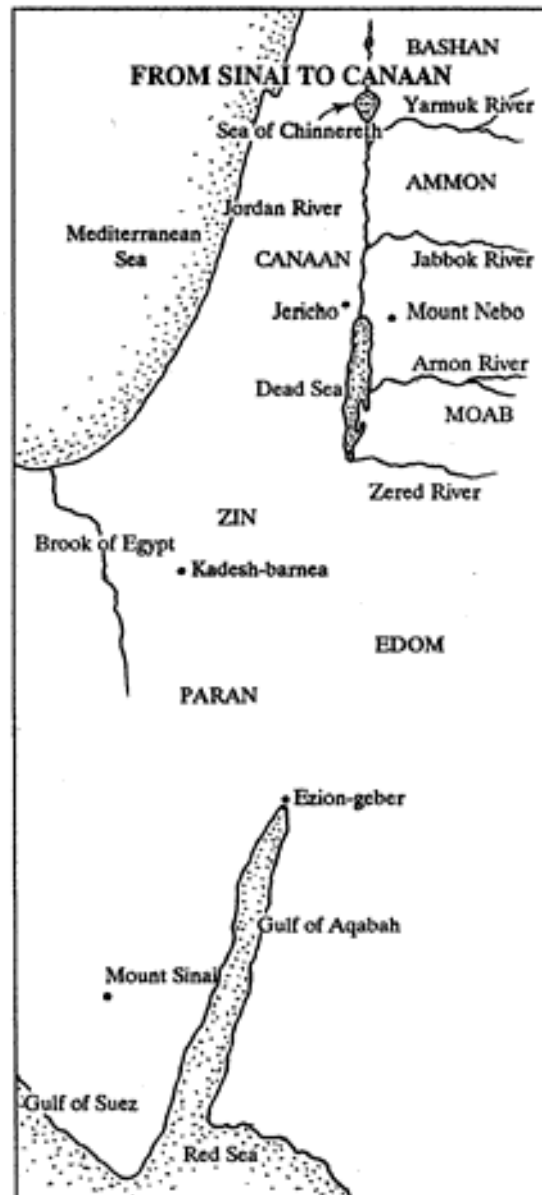 BASHAN
FROM SINAI TO CANAAN
Yarmuk River
Sea of Chinnereth
AMMON
Jordan River
Mediterranean
Sea
CANAAN
Jabbok River
Jericho
Mount Nebo
Arnon River
Dead Sea
MOAB
Zered River
ZIN
Brook of Egypt
Kadesh-barnea
EDOM
PARAN
Ezion-geber
Gulf of Aqabah
Mount Sinai
Gulf of Suez
Red Sea